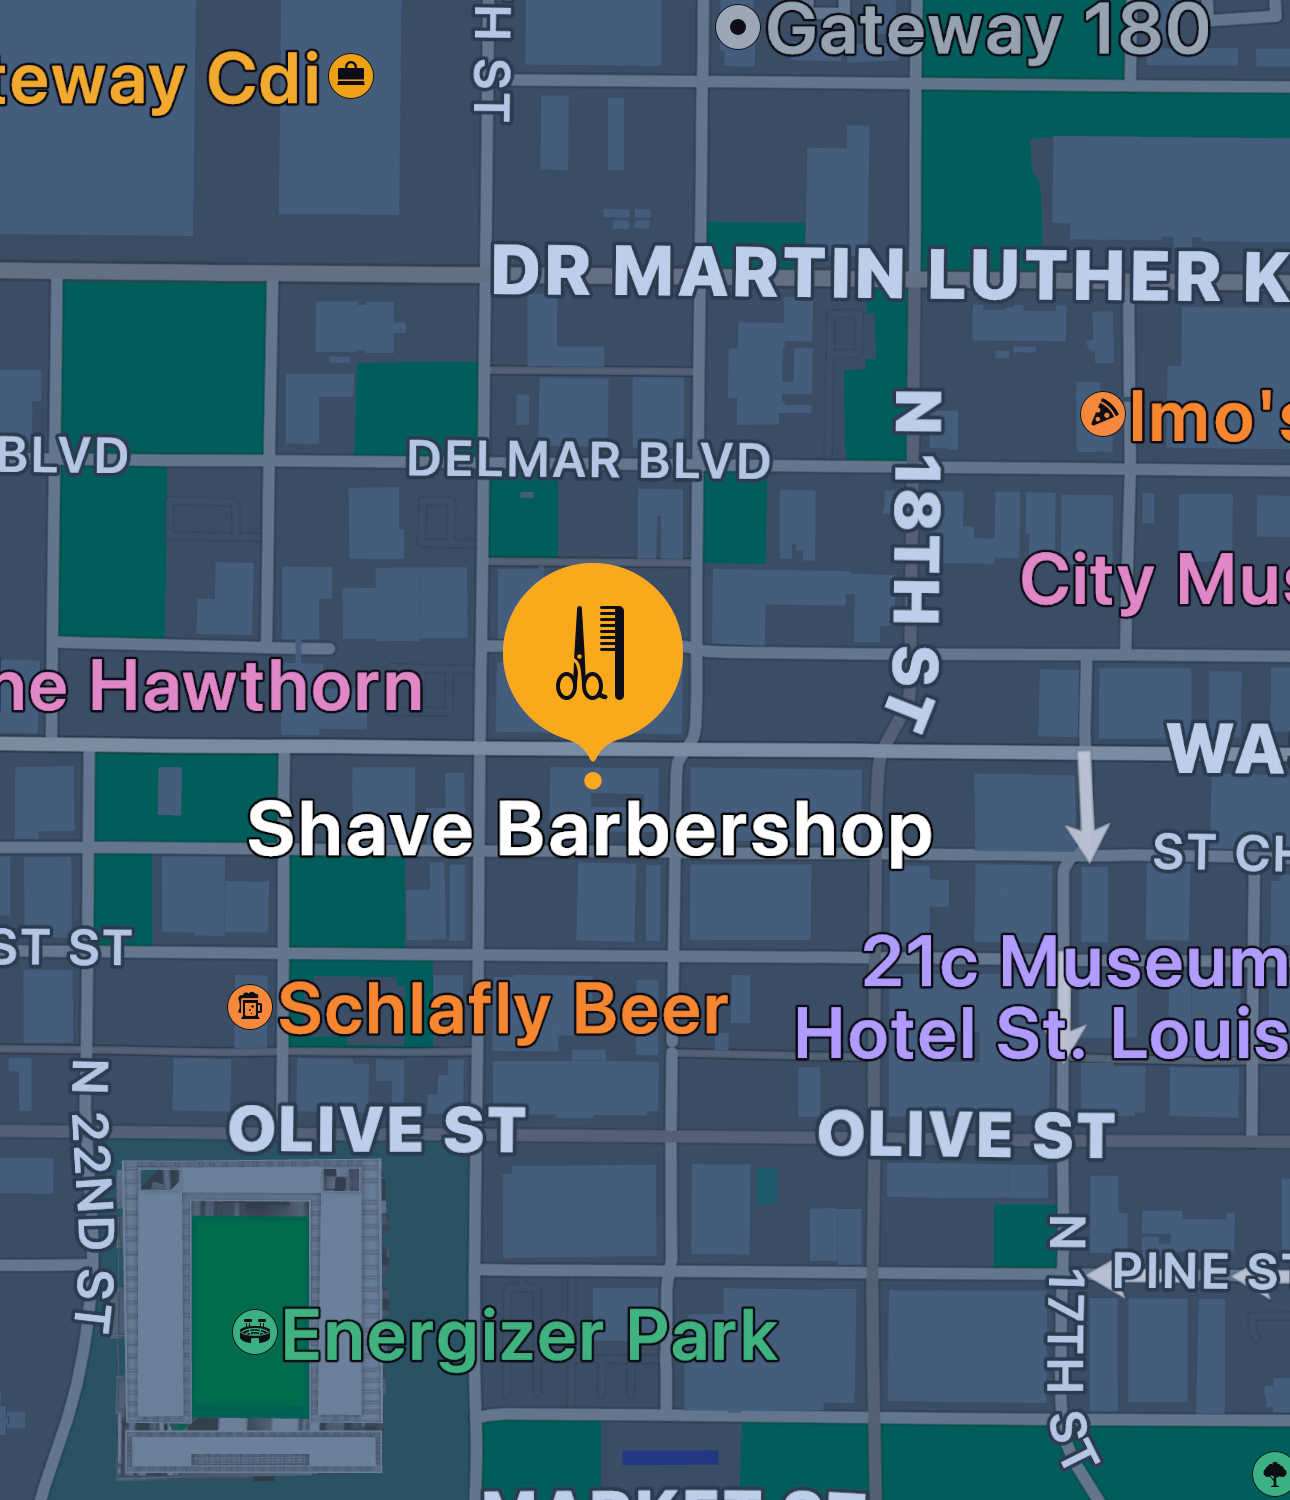 H ST
Gateway 180
teway Cdi
DR MARTIN LUTHER K
N 18TH ST
Imo's
BLVD
DELMAR BLVD
City Mus
he Hawthorn
WA
Shave Barbershop
ST CH
ST ST
21c Museum
Hotel St. Louis
Schlafly Beer
N 22ND ST
OLIVE ST
OLIVE ST
N 17TH ST
PINE ST
Energizer Park
MARKET ST